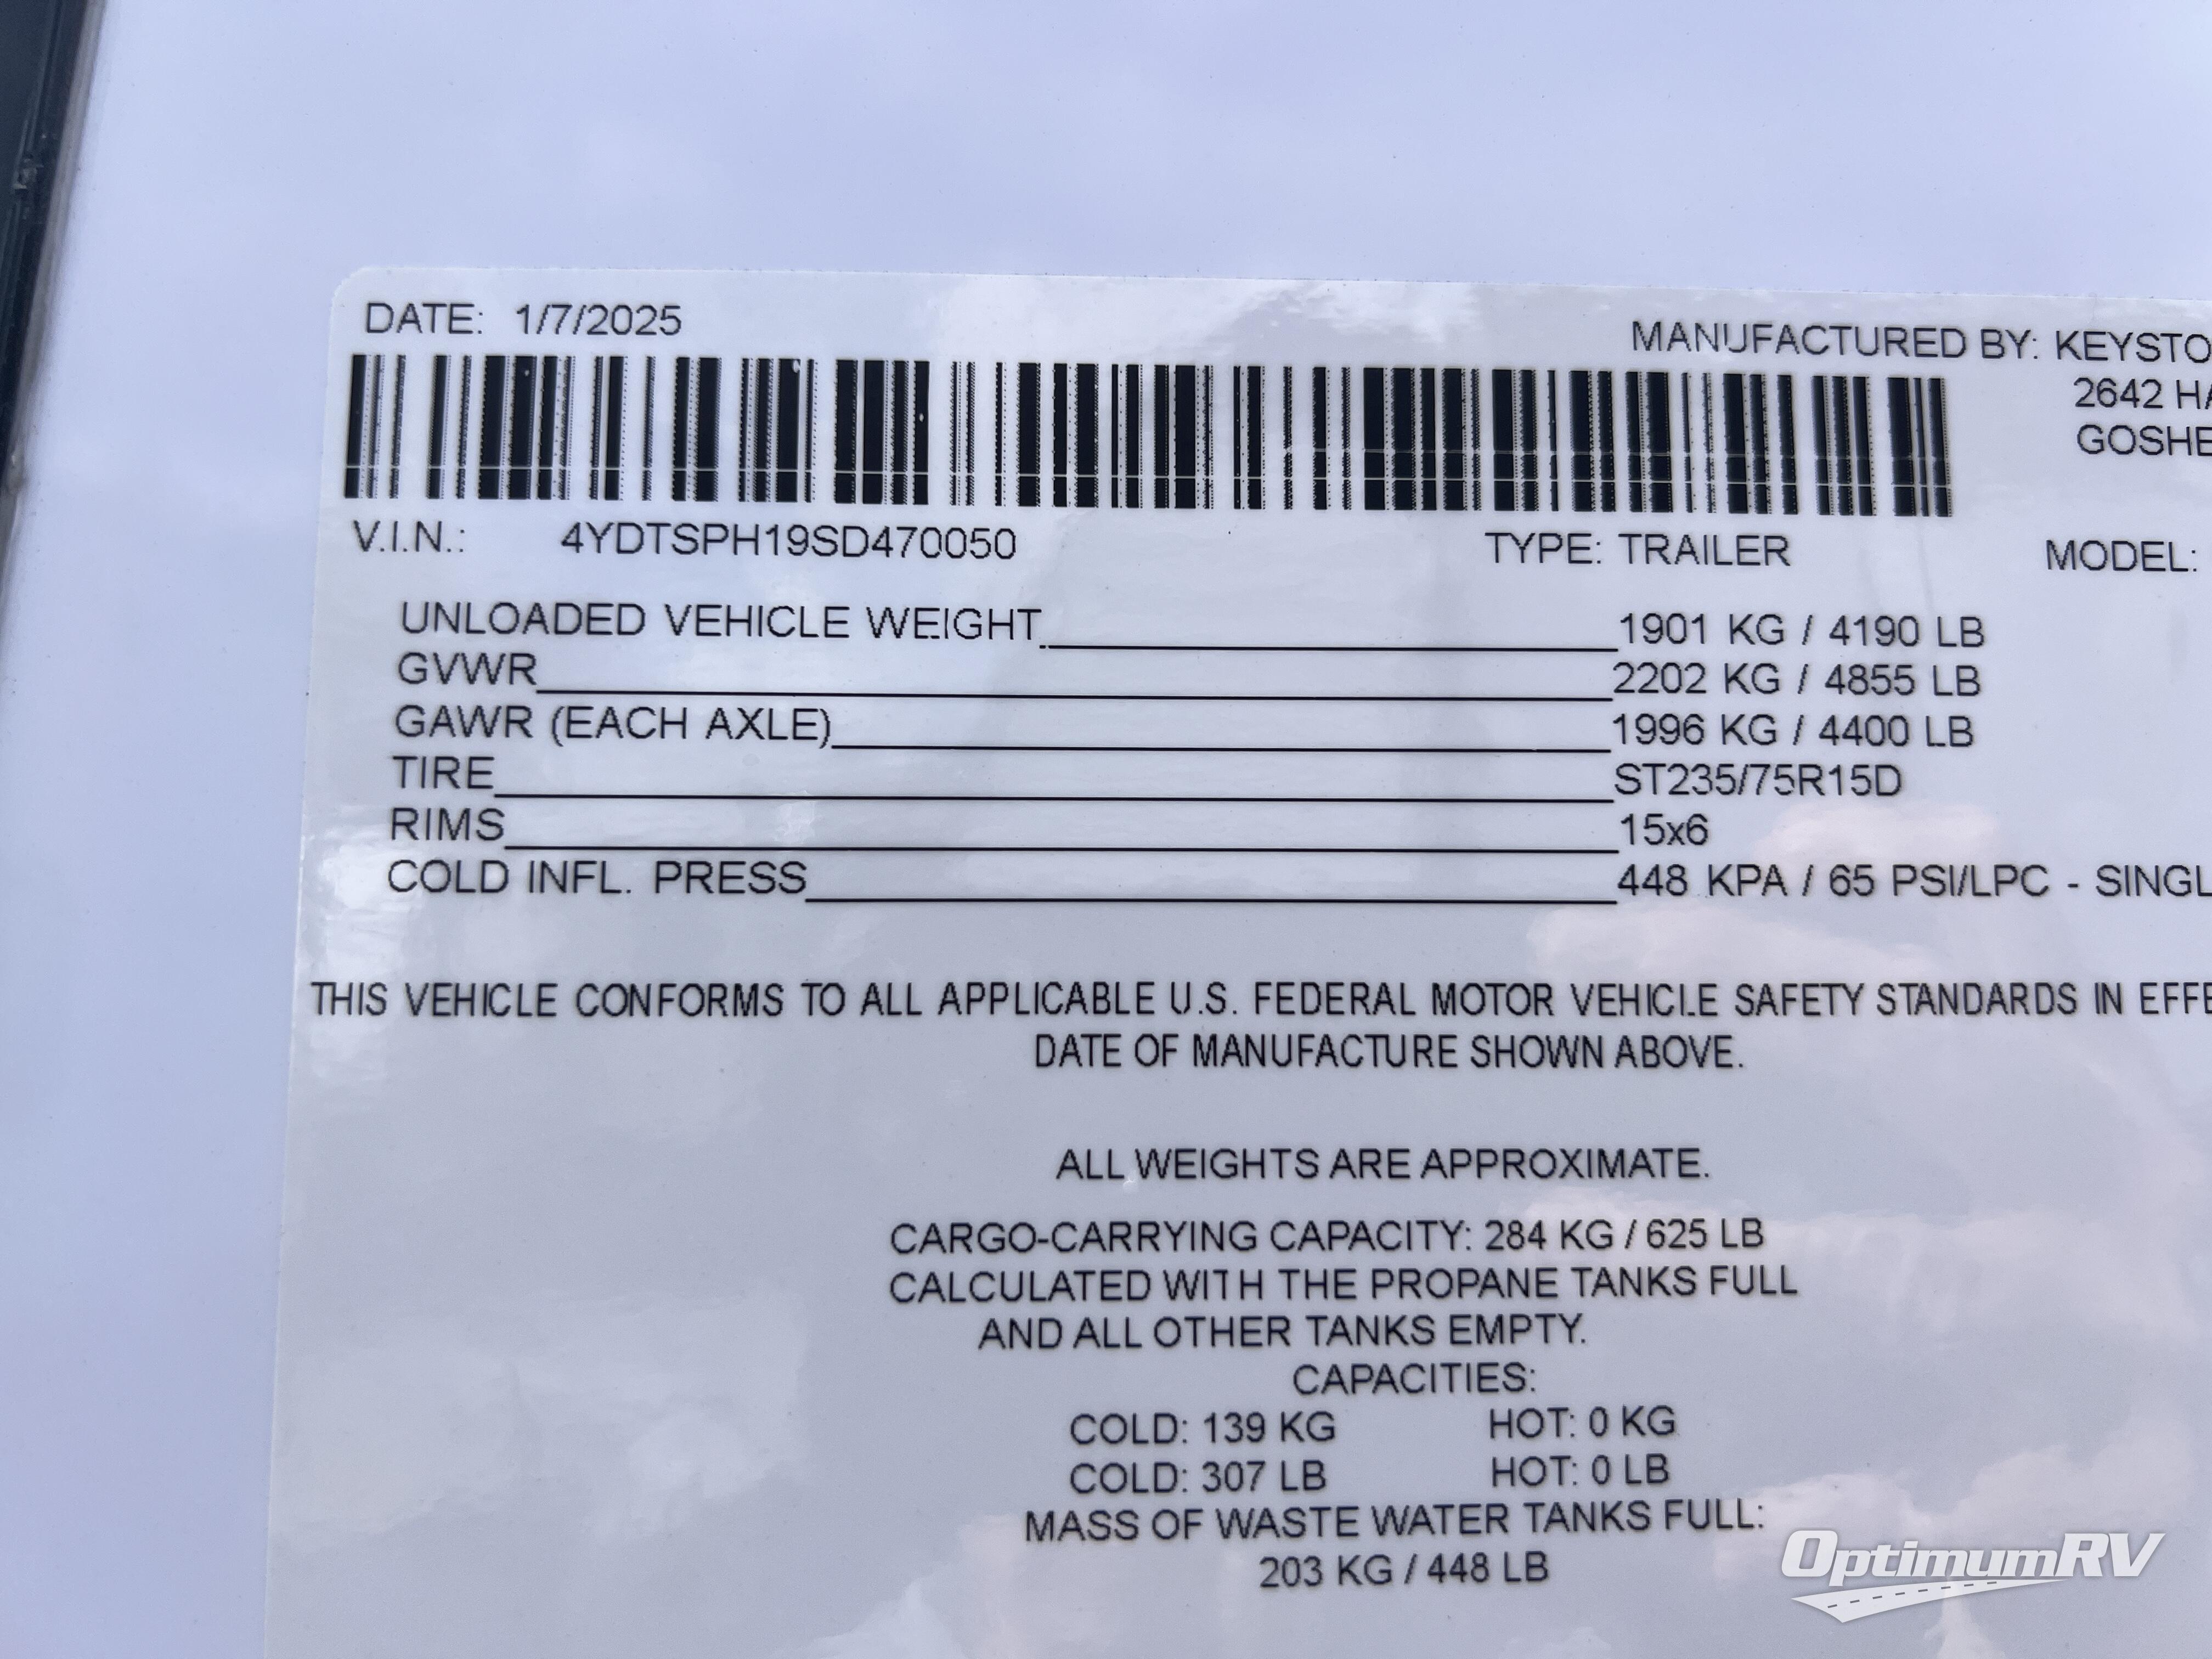 DATE: 1/7/2025
MANUFACTURED BY: KEYSTO
2642 HA
GOSHE
V.I.N.: 4YDTSPH19SD470050 TYPE: TRAILER MODEL:
UNLOADED VEHICLE WEIGHT 1901 KG / 4190 LB
GVWR 2202 KG / 4855 LB
GAWR (EACH AXLE) 1996 KG / 4400 LB
TIRE ST235/75R15D
RIMS 15x6
COLD INFL. PRESS 448 KPA / 65 PSI/LPC - SINGL
THIS VEHICLE CONFORMS TO ALL APPLICABLE U.S. FEDERAL MOTOR VEHICLE SAFETY STANDARDS IN EFFE
DATE OF MANUFACTURE SHOWN ABOVE.
ALL WEIGHTS ARE APPROXIMATE.
CARGO-CARRYING CAPACITY: 284 KG / 625 LB
CALCULATED WITH THE PROPANE TANKS FULL
AND ALL OTHER TANKS EMPTY.
CAPACITIES:
COLD: 139 KG HOT: 0 KG
COLD: 307 LB HOT: 0 LB
MASS OF WASTE WATER TANKS FULL:
203 KG / 448 LB
OptimumRV